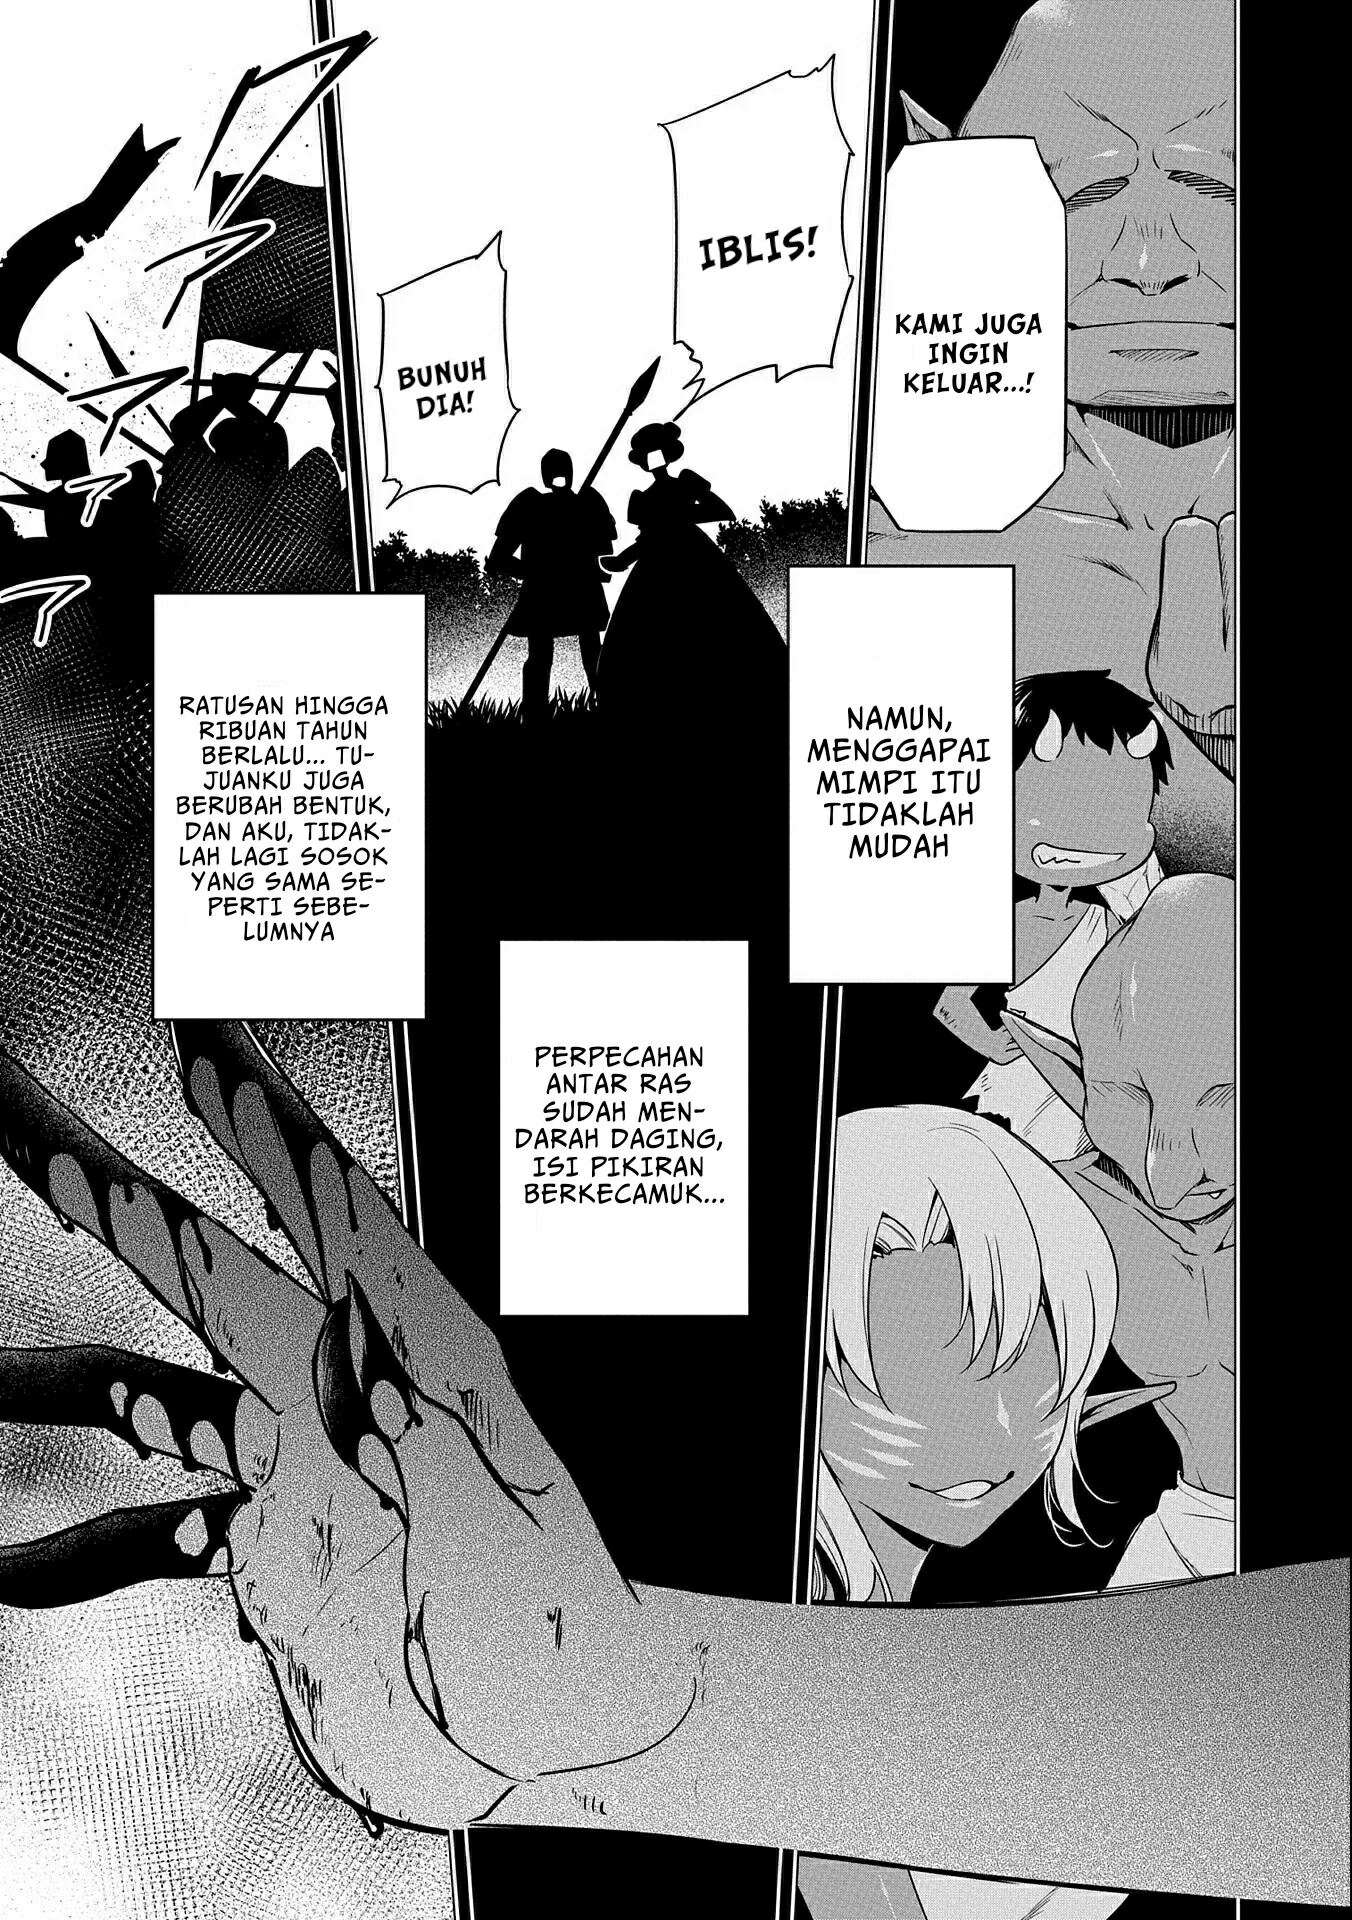 KAMI JUGA
INGIN
KELUAR...!
IBLIS!
BUNUH
DIA!
NAMUN,
MENGGAPAI
MIMPI ITU
TIDAKLAH
MUDAH
PERPECAHAN
ANTAR RAS
SUDAH MEN-
DARAH DAGING,
ISI PIKIRAN
BERKECAMUK...
RATUSAN HINGGA
RIBUAN TAHUN
BERLALU... TU-
JUANKU JUGA
BERUBAH BENTUK,
DAN AKU, TIDAK-
LAH LAGI SOSOK
YANG SAMA SE-
PERTI SEBE-
LUMNYA